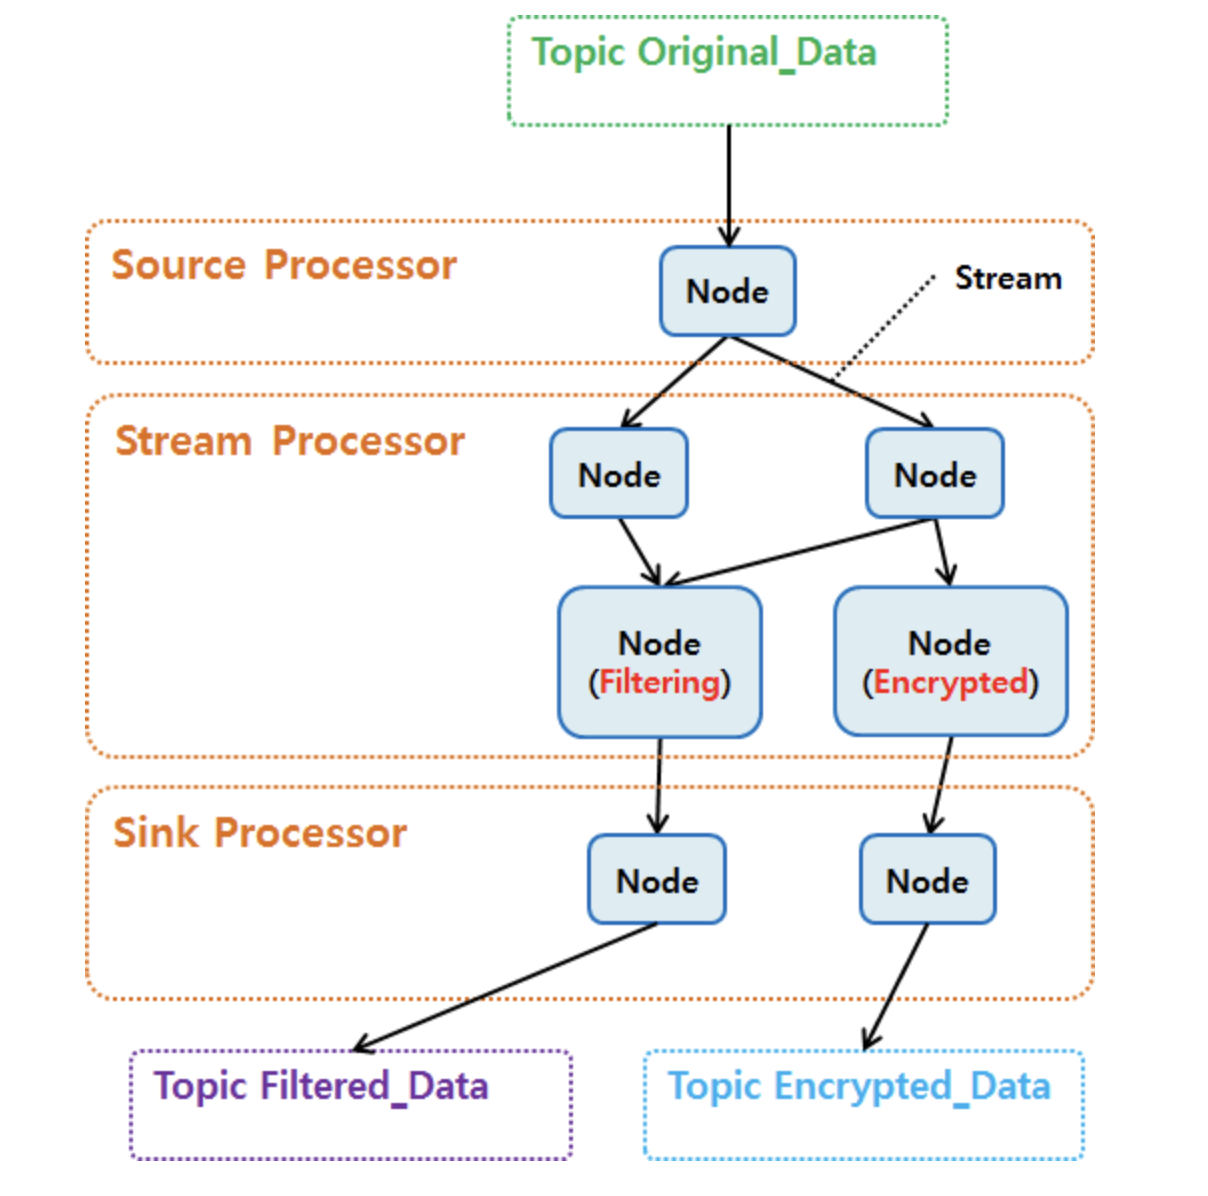 Topic Original_Data
Source Processor
Node
Stream
Stream Processor
Node
Node
Node
(Filtering)
Node
(Encrypted)
Sink Processor
Node
Node
Topic Filtered_Data
Topic Encrypted_Data